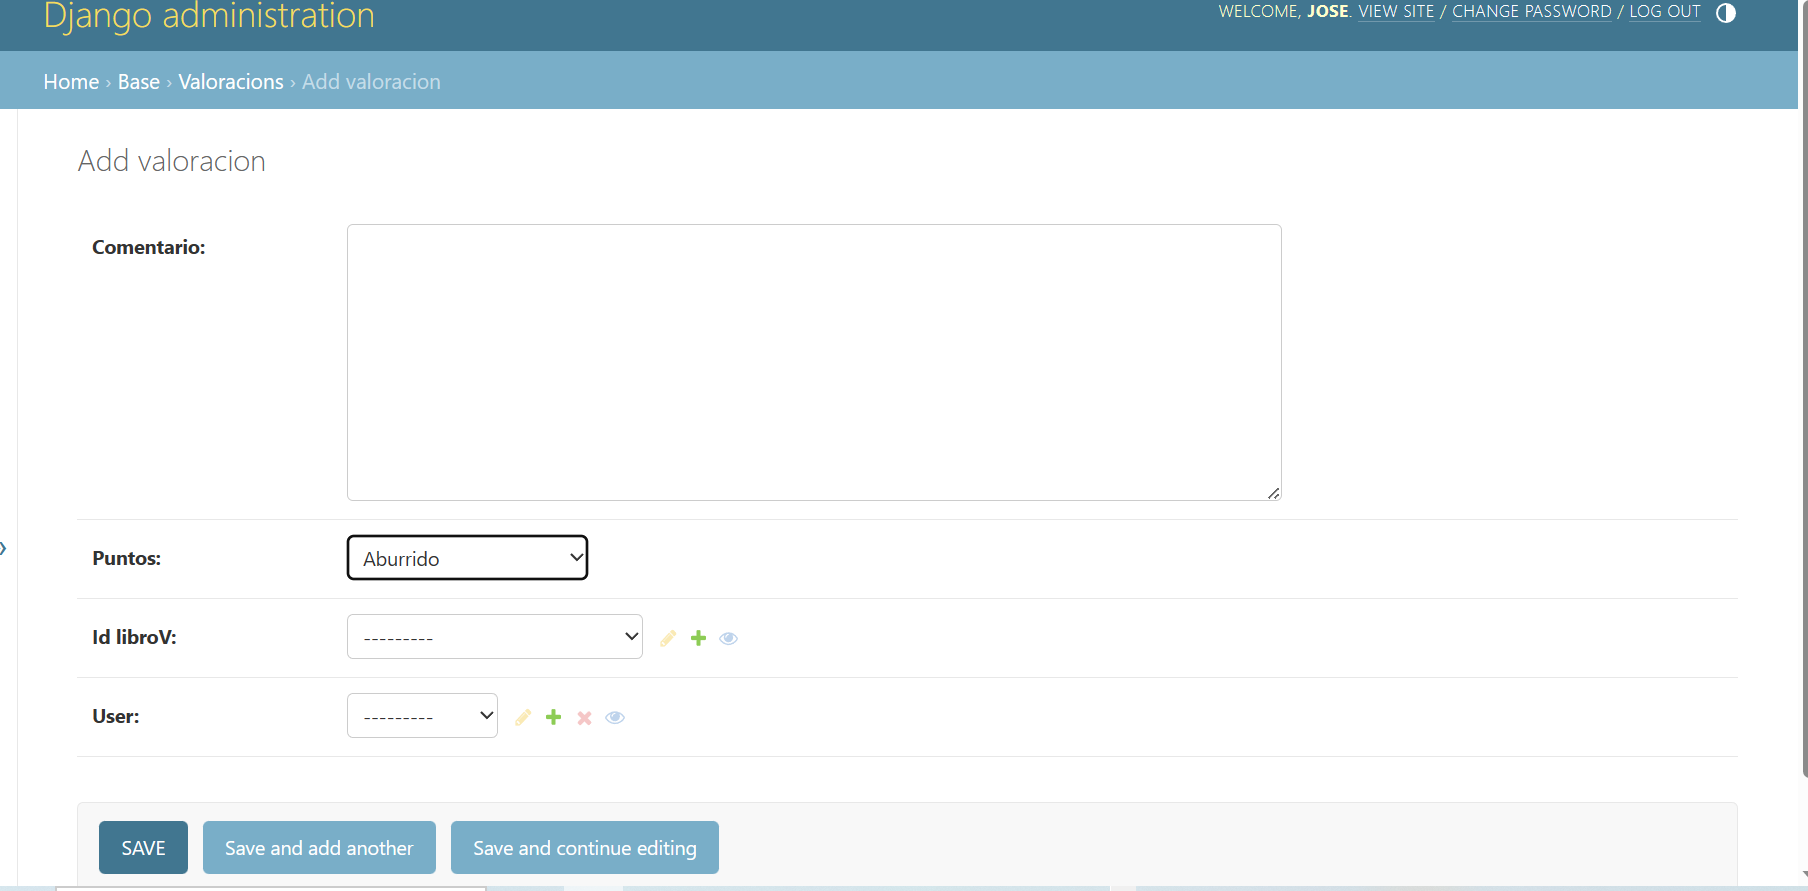 Django administration
WELCOME, JOSE. VIEW SITE / CHANGE PASSWORD / LOG OUT
Home › Base › Valoracions › Add valoracion
Add valoracion
Comentario:
Puntos: Aburrido
Id libroV: ---------
User: ---------
SAVE Save and add another Save and continue editing